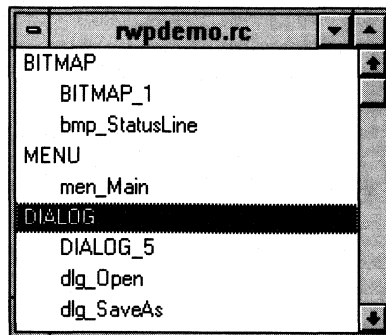 rwpdemo.rc
BITMAP
BITMAP_1
bmp_StatusLine
MENU
men_Main
DIALOG
DIALOG_5
dlg_Open
dlg_SaveAs